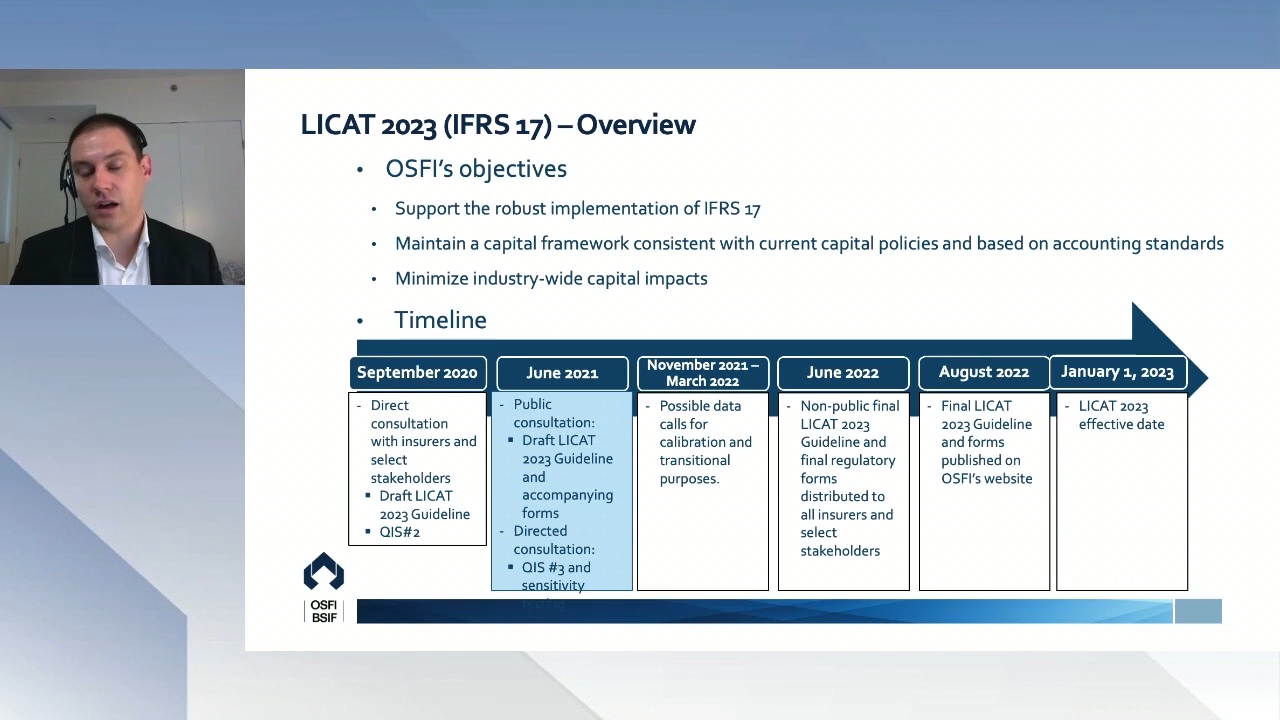 LICAT 2023 (IFRS 17) – Overview
• OSFI's objectives
• Support the robust implementation of IFRS 17
• Maintain a capital framework consistent with current capital policies and based on accounting standards
• Minimize industry-wide capital impacts
• Timeline
September 2020
- Direct
consultation
with insurers and
select
stakeholders
▪ Draft LICAT
2023 Guideline
▪ QIS#2
June 2021
- Public
consultation:
▪ Draft LICAT
2023 Guideline
and
accompanying
forms
- Directed
consultation:
▪ QIS #3 and
sensitivity
testing
November 2021 –
March 2022
- Possible data
calls for
calibration and
transitional
purposes.
June 2022
- Non-public final
LICAT 2023
Guideline and
final regulatory
forms
distributed to
all insurers and
select
stakeholders
August 2022
- Final LICAT
2023 Guideline
and forms
published on
OSFI's website
January 1, 2023
- LICAT 2023
effective date
OSFI
BSIF